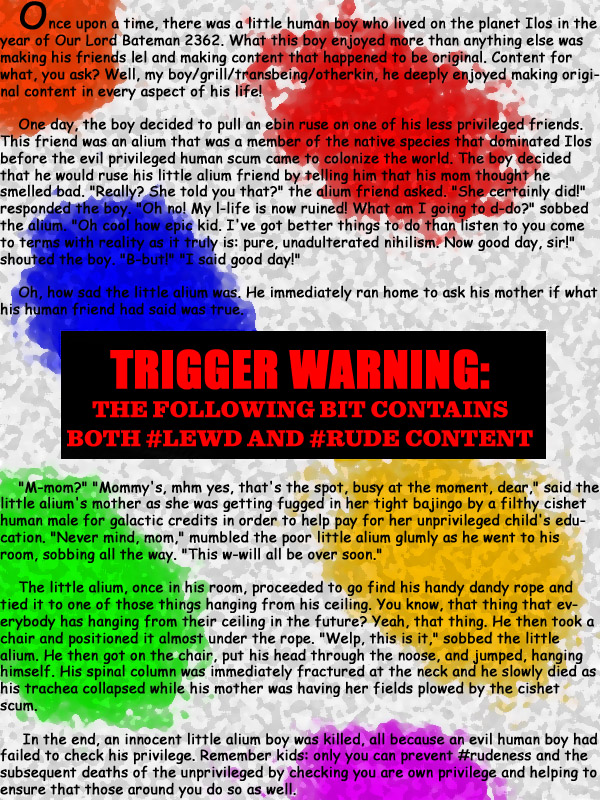 Once upon a time, there was a little human boy who lived on the planet Ilos in the
year of Our Lord Bateman 2362. What this boy enjoyed more than anything else was
making his friends lel and making content that happened to be original. Content for
what, you ask? Well, my boy/grill/transbeing/otherkin, he deeply enjoyed making origi-
nal content in every aspect of his life!
One day, the boy decided to pull an ebin ruse on one of his less privileged friends.
This friend was an alium that was a member of the native species that dominated Ilos
before the evil privileged human scum came to colonize the world. The boy decided
that he would ruse his little alium friend by telling him that his mom thought he
smelled bad. "Really? She told you that?" the alium friend asked. "She certainly did!"
responded the boy. "Oh no! My l-life is now ruined! What am I going to d-do?" sobbed
the alium. "Oh cool how epic kid. I've got better things to do than listen to you come
to terms with reality as it truly is: pure, unadulterated nihilism. Now good day, sir!"
shouted the boy. "B-but!" "I said good day!"
Oh, how sad the little alium was. He immediately ran home to ask his mother if what
his human friend had said was true.
TRIGGER WARNING:
THE FOLLOWING BIT CONTAINS
BOTH #LEWD AND #RUDE CONTENT
"M-mom?" "Mommy's, mhm yes, that's the spot, busy at the moment, dear," said the
little alium's mother as she was getting fugged in her tight bajingo by a filthy cishet
human male for galactic credits in order to help pay for her unprivileged child's edu-
cation. "Never mind, mom," mumbled the poor little alium glumly as he went to his
room, sobbing all the way. "This w-will all be over soon."
The little alium, once in his room, proceeded to go find his handy dandy rope and
tied it to one of those things hanging from his ceiling. You know, that thing that ev-
erybody has hanging from their ceiling in the future? Yeah, that thing. He then took a
chair and positioned it almost under the rope. "Welp, this is it," sobbed the little
alium. He then got on the chair, put his head through the noose, and jumped, hanging
himself. His spinal column was immediately fractured at the neck and he slowly died as
his trachea collapsed while his mother was having her fields plowed by the cishet
scum.
In the end, an innocent little alium boy was killed, all because an evil human boy had
failed to check his privilege. Remember kids: only you can prevent #rudeness and the
subsequent deaths of the unprivileged by checking you are own privilege and helping to
ensure that those around you do so as well.